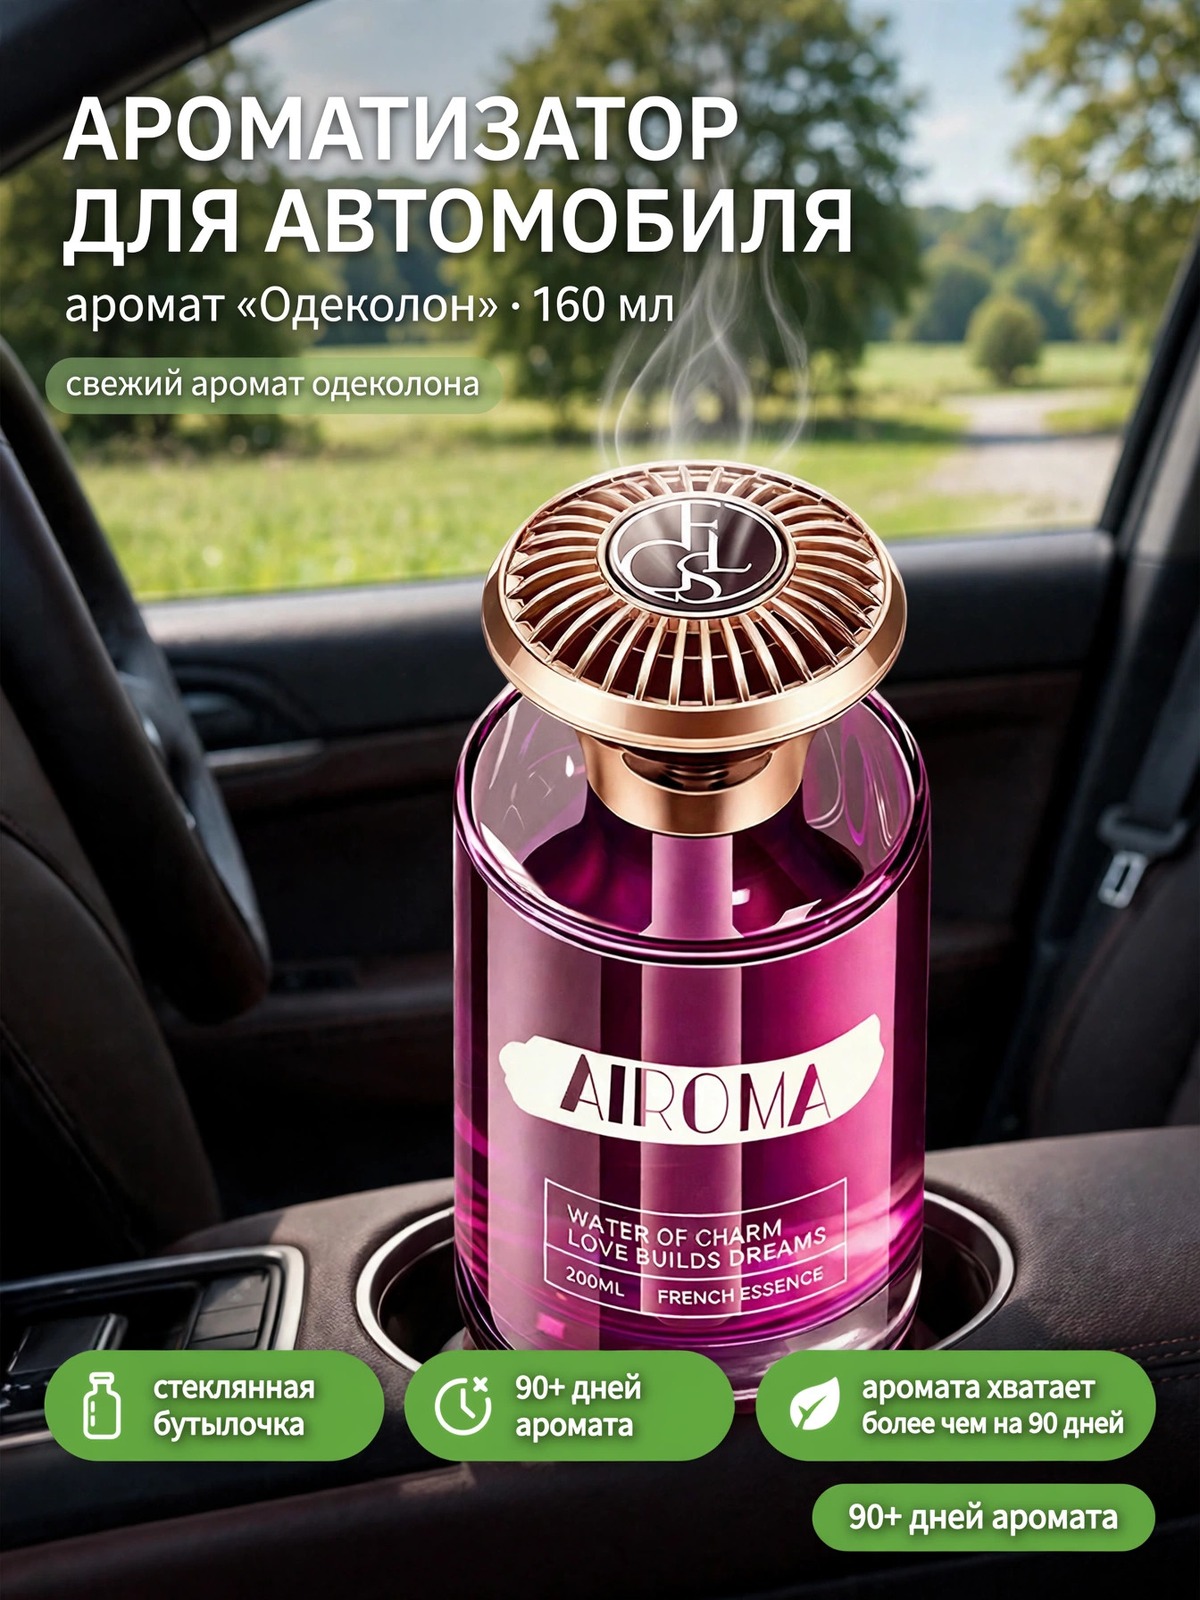 АРОМАТИЗАТОР
ДЛЯ АВТОМОБИЛЯ
аромат «Одеколон» · 160 мл
свежий аромат одеколона
AIROMA
WATER OF CHARM
LOVE BUILDS DREAMS
200ML FRENCH ESSENCE
стеклянная
бутылочка
90+ дней
аромата
аромата хватает
более чем на 90 дней
90+ дней аромата